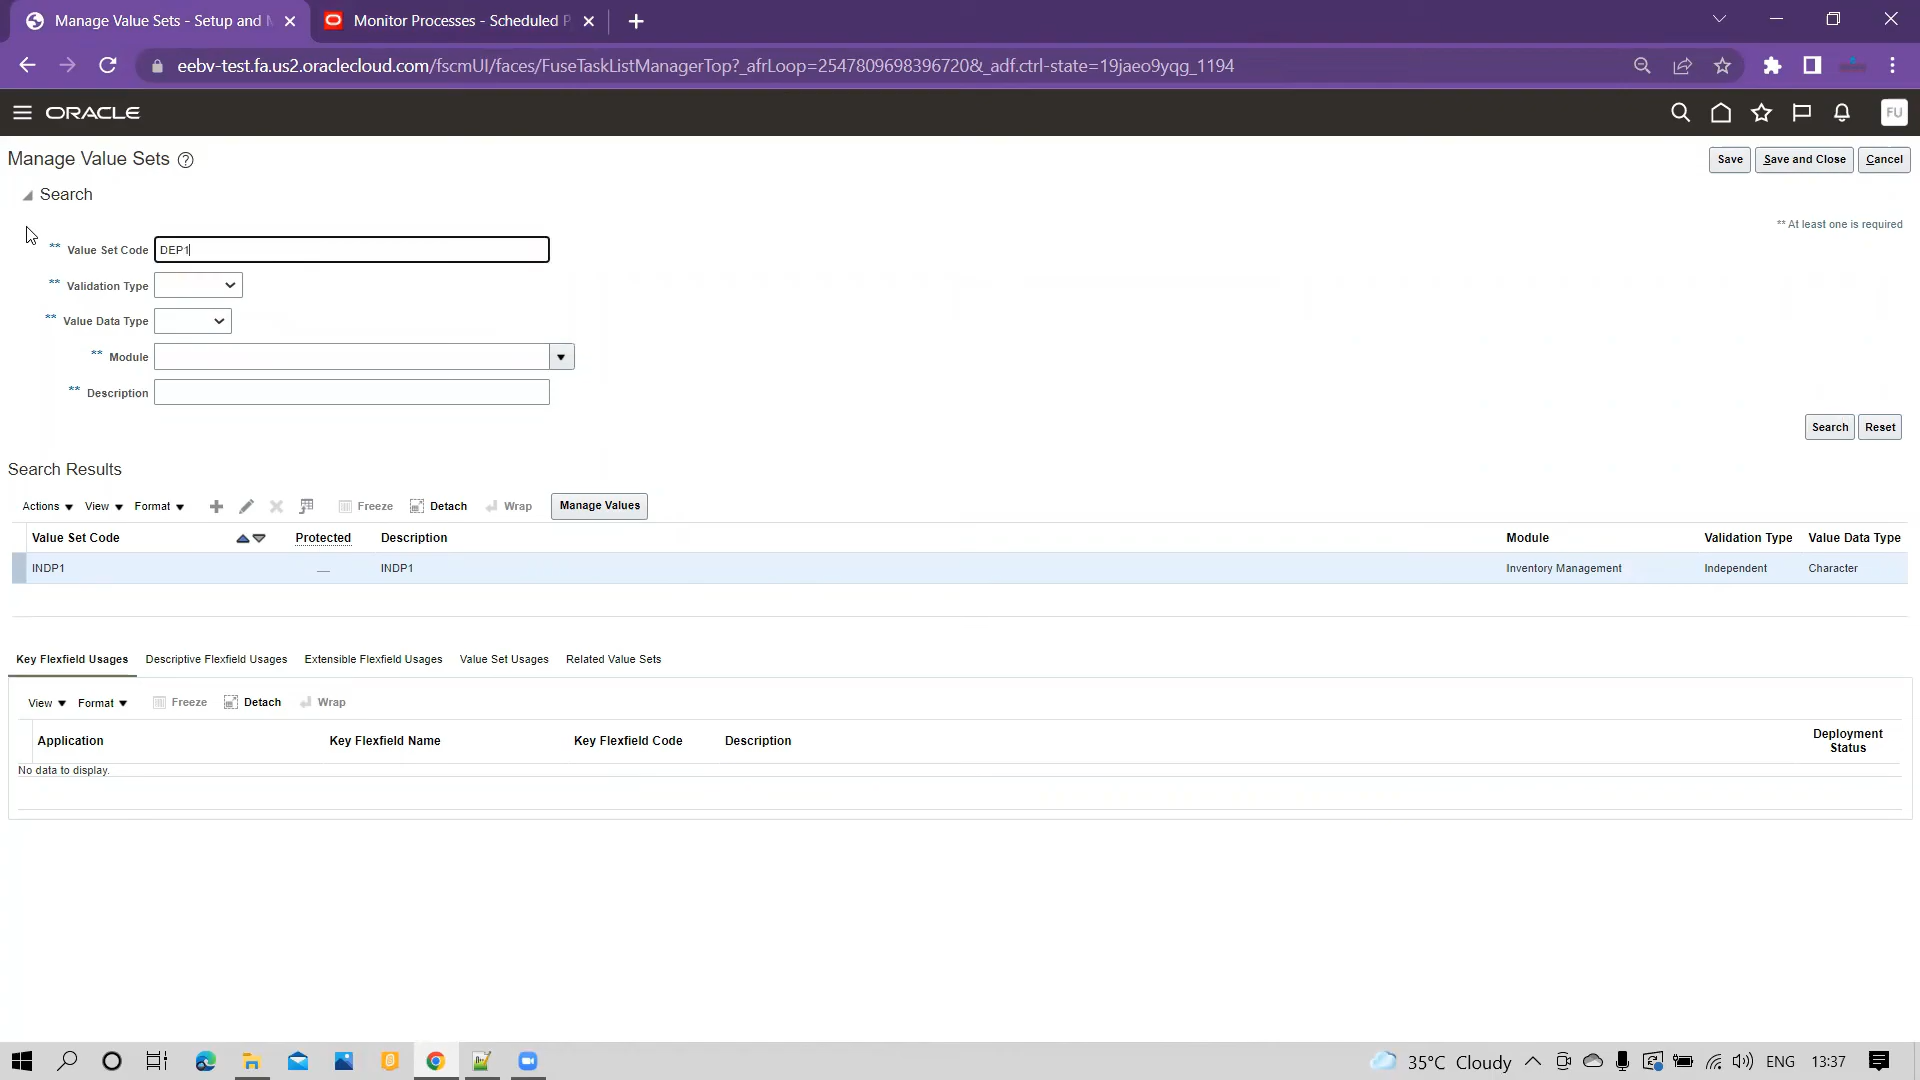 Manage Value Sets - Setup and M
Monitor Processes - Scheduled P
eebv-test.fa.us2.oraclecloud.com/fscmUI/faces/FuseTaskListManagerTop?_afrLoop=2547809698396720&_adf.ctrl-state=19jaeo9yqg_1194
ORACLE
FU
Manage Value Sets
Save
Save and Close
Cancel
Search
** At least one is required
** Value Set Code DEP1
** Validation Type
** Value Data Type
** Module
** Description
Search
Reset
Search Results
Actions View Format Freeze Detach Wrap Manage Values
Value Set Code Protected Description Module Validation Type Value Data Type
INDP1 INDP1 Inventory Management Independent Character
Key Flexfield Usages Descriptive Flexfield Usages Extensible Flexfield Usages Value Set Usages Related Value Sets
View Format Freeze Detach Wrap
Application Key Flexfield Name Key Flexfield Code Description Deployment Status
No data to display.
35°C Cloudy ENG 13:37